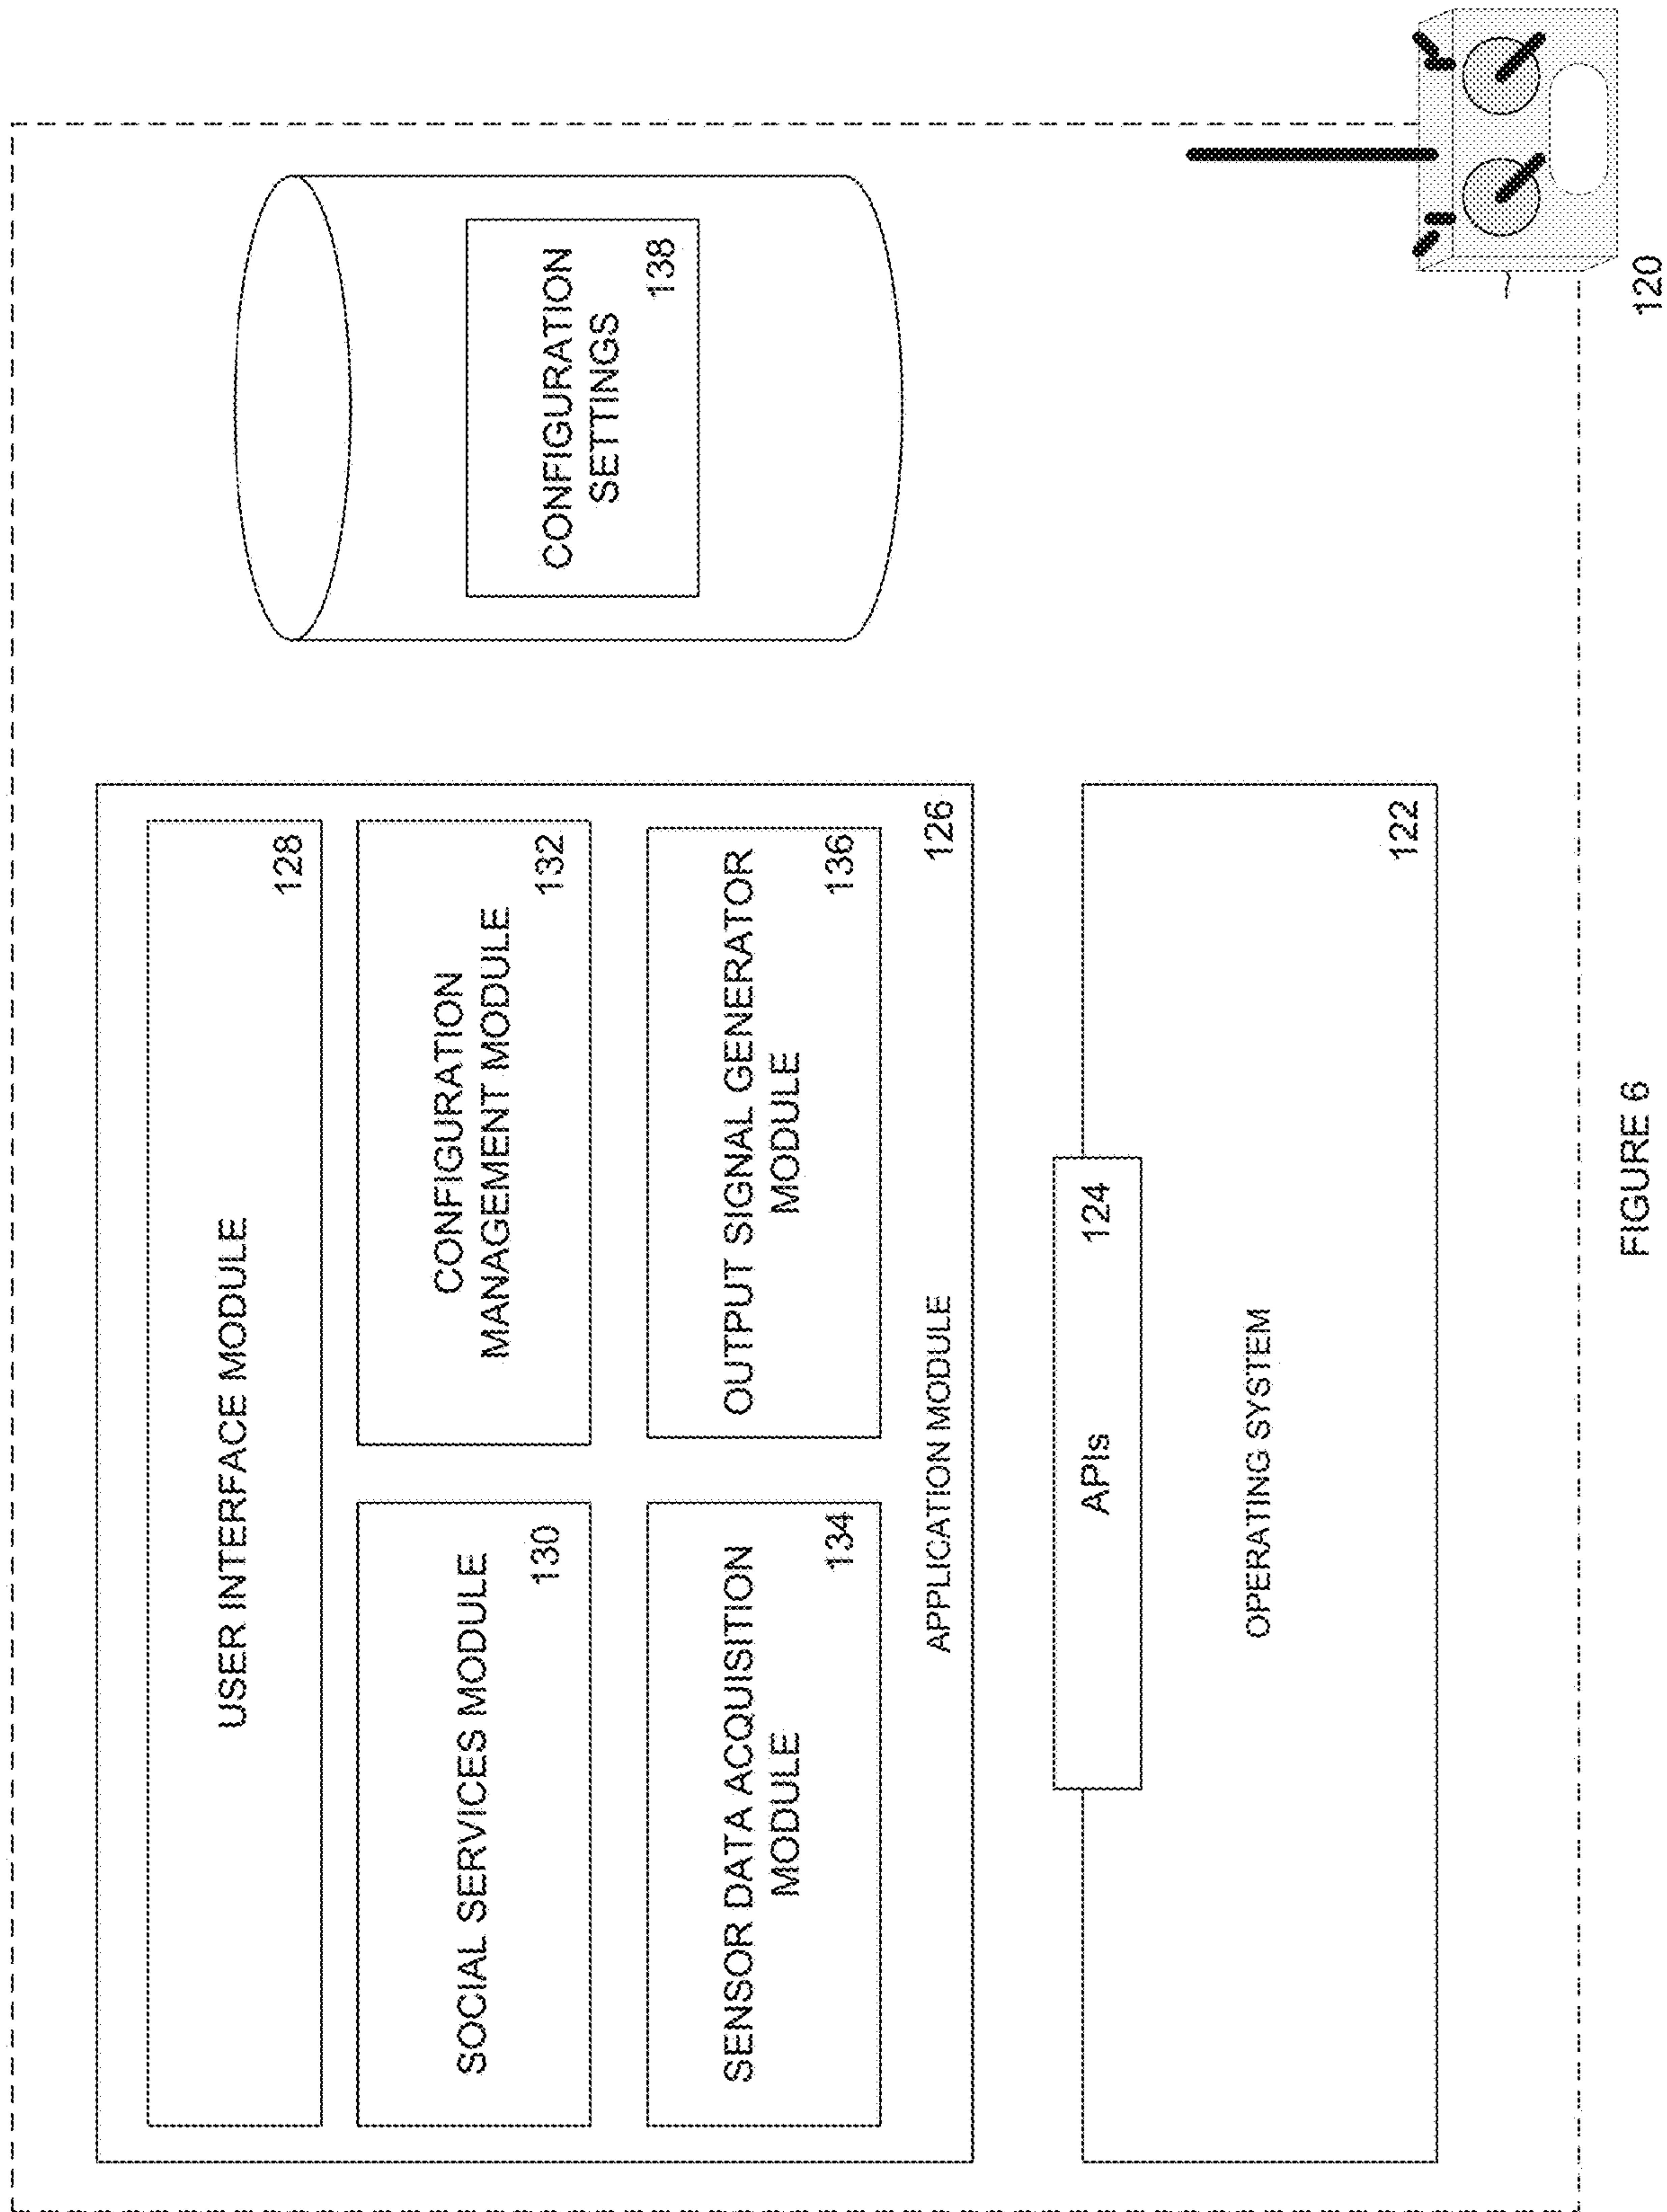 USER INTERFACE MODULE
128
SOCIAL SERVICES MODULE
130
CONFIGURATION
MANAGEMENT MODULE
132
SENSOR DATA ACQUISITION
MODULE
134
OUTPUT SIGNAL GENERATOR
MODULE
136
APPLICATION MODULE
126
APIs
124
OPERATING SYSTEM
122
CONFIGURATION
SETTINGS
138
120
FIGURE 6